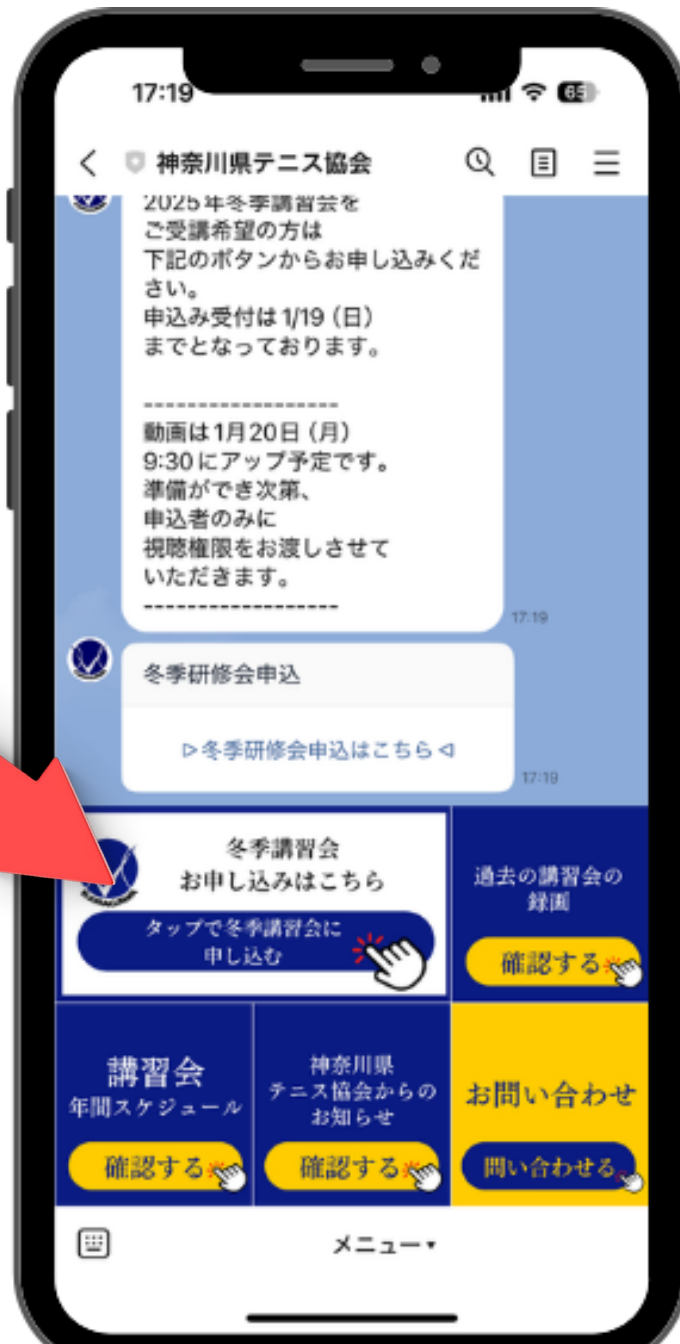 17:19
65
神奈川県テニス協会
2025年冬季講習会を
ご受講希望の方は
下記のボタンからお申し込みくだ
さい。
申込み受付は 1/19（日）
までとなっております。
------------------
動画は1月20日（月）
9:30にアップ予定です。
準備ができ次第、
申込者のみに
視聴権限をお渡しさせて
いただきます。
------------------
17:19
冬季研修会申込
▷冬季研修会申込はこちら◁
17:19
冬季講習会
お申し込みはこちら
タップで冬季講習会に
申し込む
過去の講習会の
録画
確認する
講習会
年間スケジュール
確認する
神奈川県
テニス協会からの
お知らせ
確認する
お問い合わせ
問い合わせる
メニュー▾